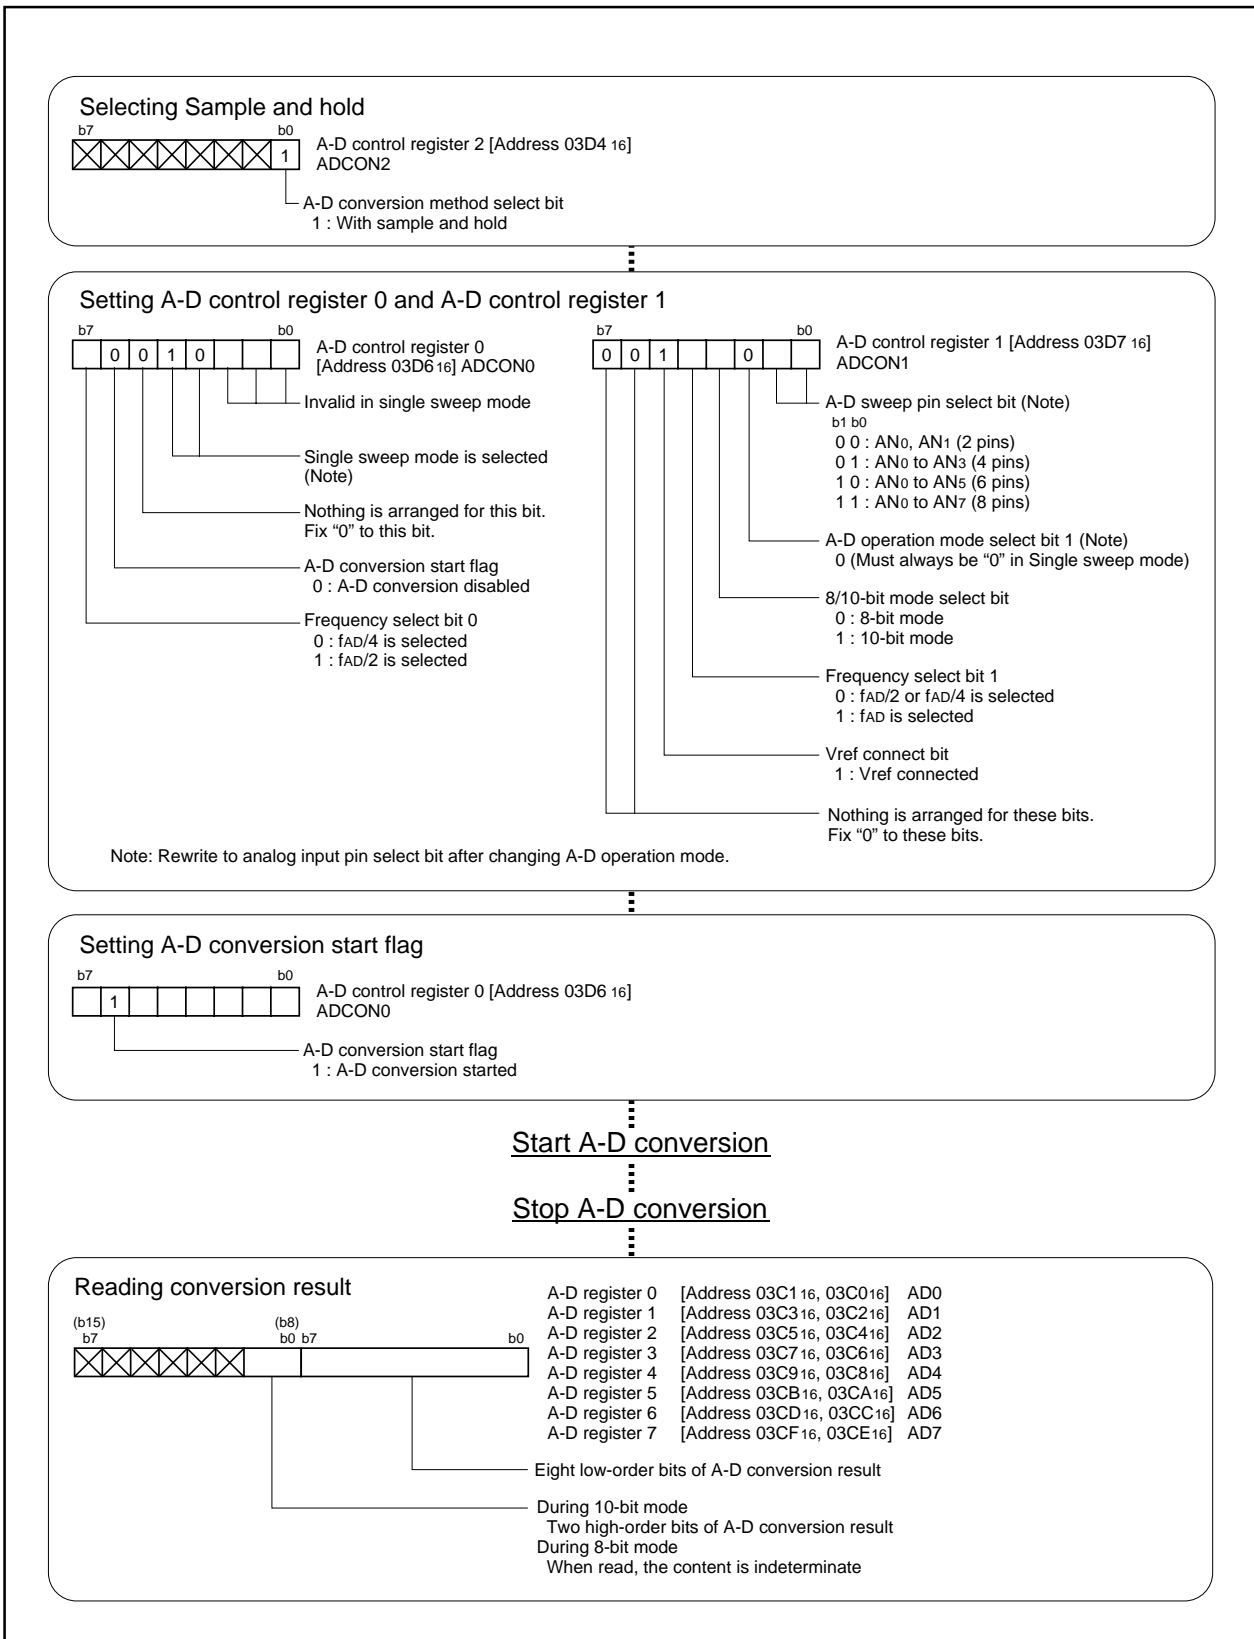 Selecting Sample and hold
b7 b0
1
A-D control register 2 [Address 03D4 16]
ADCON2
A-D conversion method select bit
1 : With sample and hold
Setting A-D control register 0 and A-D control register 1
b7 b0
0 0 1 0
A-D control register 0
[Address 03D6 16] ADCON0
Invalid in single sweep mode
Single sweep mode is selected
(Note)
Nothing is arranged for this bit.
Fix “0” to this bit.
A-D conversion start flag
0 : A-D conversion disabled
Frequency select bit 0
0 : fAD/4 is selected
1 : fAD/2 is selected
b7 b0
0 0 1 0
A-D control register 1 [Address 03D7 16]
ADCON1
A-D sweep pin select bit (Note)
b1 b0
0 0 : AN0, AN1 (2 pins)
0 1 : AN0 to AN3 (4 pins)
1 0 : AN0 to AN5 (6 pins)
1 1 : AN0 to AN7 (8 pins)
A-D operation mode select bit 1 (Note)
0 (Must always be “0” in Single sweep mode)
8/10-bit mode select bit
0 : 8-bit mode
1 : 10-bit mode
Frequency select bit 1
0 : fAD/2 or fAD/4 is selected
1 : fAD is selected
Vref connect bit
1 : Vref connected
Nothing is arranged for these bits.
Fix “0” to these bits.
Note: Rewrite to analog input pin select bit after changing A-D operation mode.
Setting A-D conversion start flag
b7 b0
1
A-D control register 0 [Address 03D6 16]
ADCON0
A-D conversion start flag
1 : A-D conversion started
Start A-D conversion
Stop A-D conversion
Reading conversion result
(b15) (b8)
b7 b0 b7 b0
A-D register 0 [Address 03C1 16, 03C0 16] AD0
A-D register 1 [Address 03C3 16, 03C2 16] AD1
A-D register 2 [Address 03C5 16, 03C4 16] AD2
A-D register 3 [Address 03C7 16, 03C6 16] AD3
A-D register 4 [Address 03C9 16, 03C8 16] AD4
A-D register 5 [Address 03CB 16, 03CA 16] AD5
A-D register 6 [Address 03CD 16, 03CC 16] AD6
A-D register 7 [Address 03CF 16, 03CE 16] AD7
Eight low-order bits of A-D conversion result
During 10-bit mode
Two high-order bits of A-D conversion result
During 8-bit mode
When read, the content is indeterminate